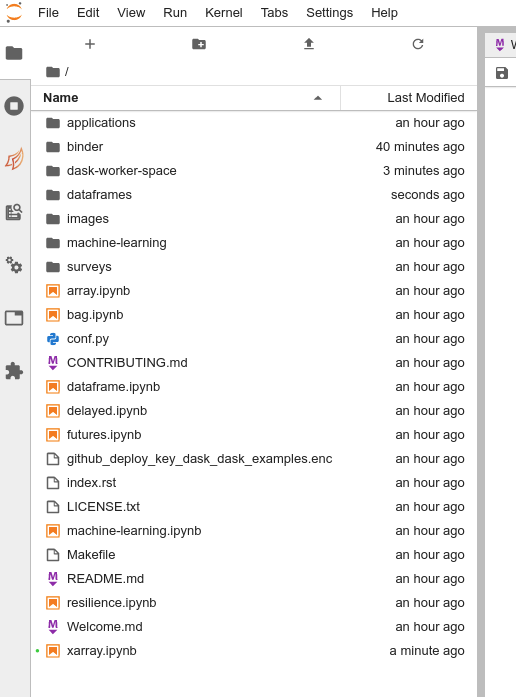 File Edit View Run Kernel Tabs Settings Help
/
Name Last Modified
applications an hour ago
binder 40 minutes ago
dask-worker-space 3 minutes ago
dataframes seconds ago
images an hour ago
machine-learning an hour ago
surveys an hour ago
array.ipynb an hour ago
bag.ipynb an hour ago
conf.py an hour ago
M CONTRIBUTING.md an hour ago
dataframe.ipynb an hour ago
delayed.ipynb an hour ago
futures.ipynb an hour ago
github_deploy_key_dask_dask_examples.enc an hour ago
index.rst an hour ago
LICENSE.txt an hour ago
machine-learning.ipynb an hour ago
Makefile an hour ago
M README.md an hour ago
resilience.ipynb an hour ago
M Welcome.md an hour ago
xarray.ipynb a minute ago
M